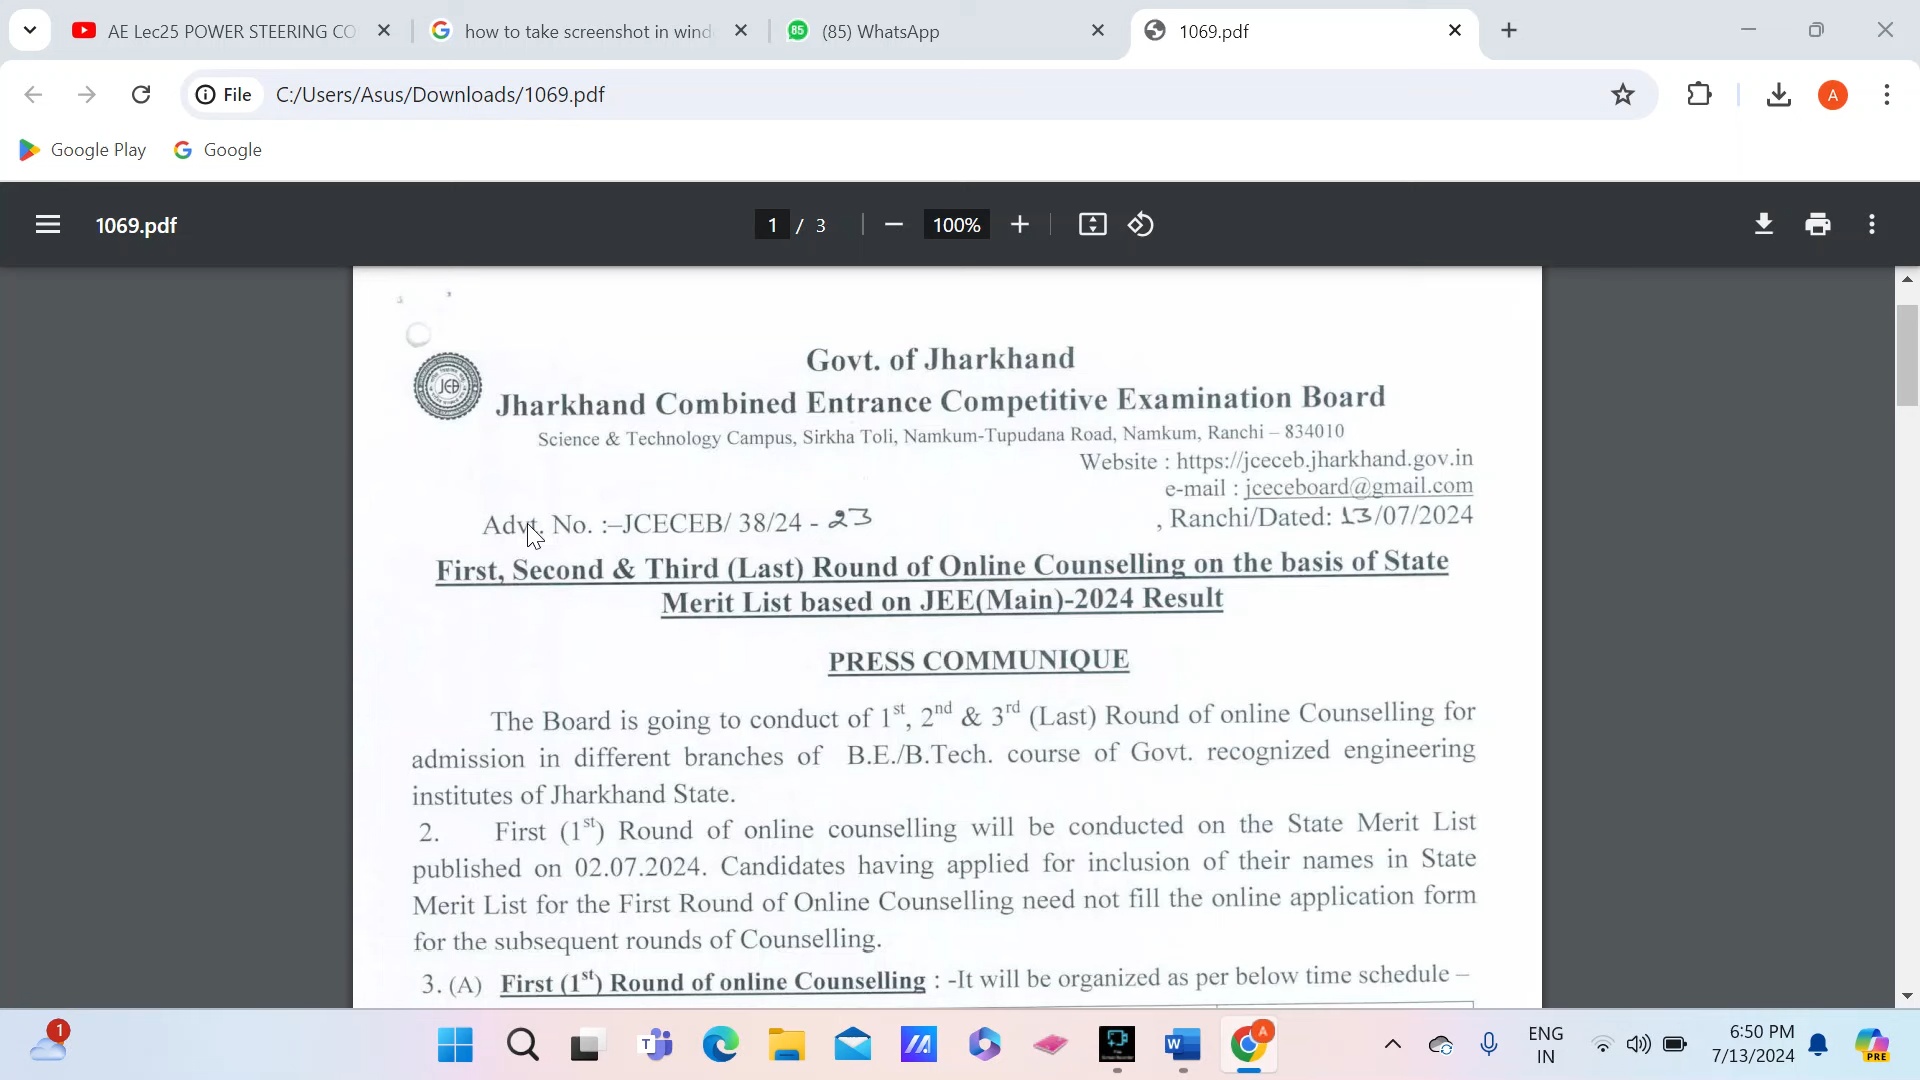 AE Lec25 POWER STEERING CO
how to take screenshot in wind
85
(85) WhatsApp
1069.pdf
File
C:/Users/Asus/Downloads/1069.pdf
A
Google Play
Google
1069.pdf
1 / 3
100%
JEB
Govt. of Jharkhand
Jharkhand Combined Entrance Competitive Examination Board
Science & Technology Campus, Sirkha Toli, Namkum-Tupudana Road, Namkum, Ranchi – 834010
Website : https://jceceb.jharkhand.gov.in
e-mail : jceceboard@gmail.com
Advt. No. :–JCECEB/ 38/24 - 23
, Ranchi/Dated: 13/07/2024
First, Second & Third (Last) Round of Online Counselling on the basis of State
Merit List based on JEE(Main)-2024 Result
PRESS COMMUNIQUE
The Board is going to conduct of 1st, 2nd & 3rd (Last) Round of online Counselling for
admission in different branches of B.E./B.Tech. course of Govt. recognized engineering
institutes of Jharkhand State.
2. First (1st) Round of online counselling will be conducted on the State Merit List
published on 02.07.2024. Candidates having applied for inclusion of their names in State
Merit List for the First Round of Online Counselling need not fill the online application form
for the subsequent rounds of Counselling.
3. (A) First (1st) Round of online Counselling : -It will be organized as per below time schedule –
1
T
W
A
ENG
IN
6:50 PM
7/13/2024
PRE